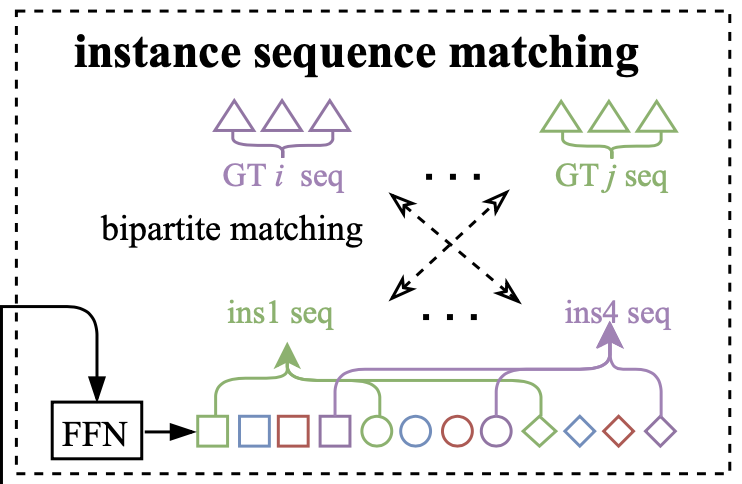 instance sequence matching
GT i seq
. . .
GT j seq
bipartite matching
ins1 seq
. . .
ins4 seq
FFN